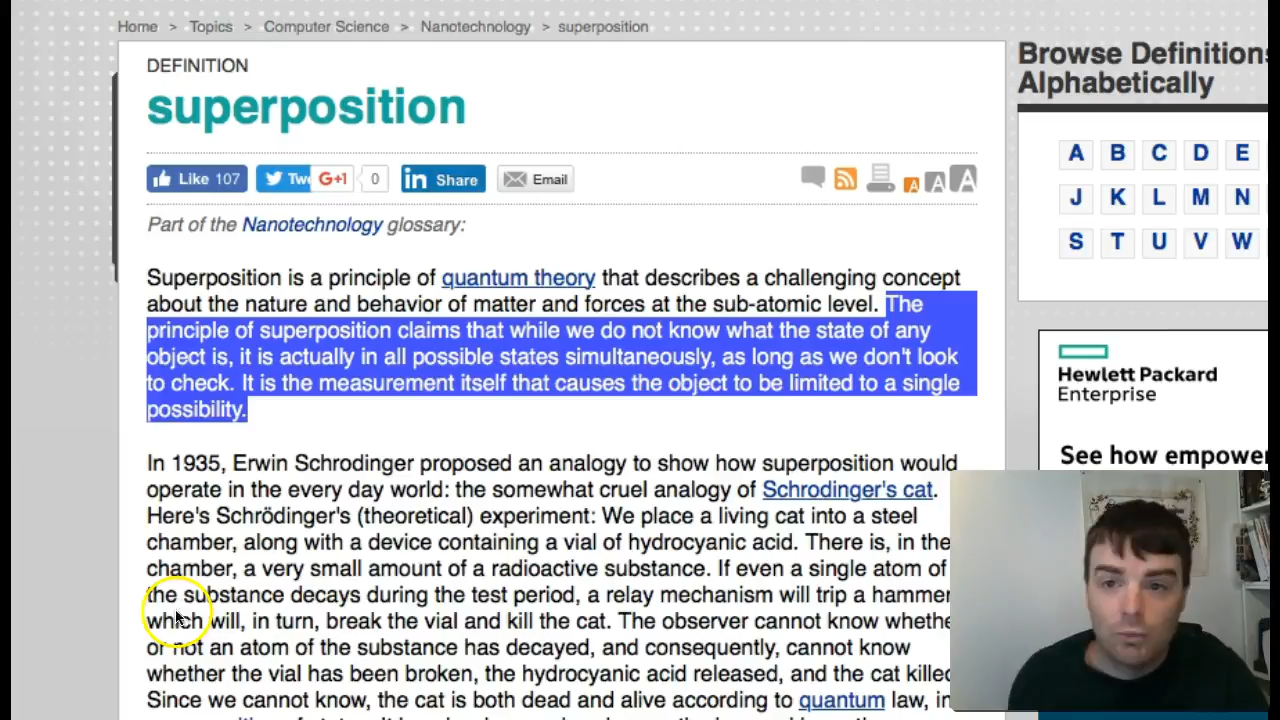 Home > Topics > Computer Science > Nanotechnology > superposition
DEFINITION
superposition
Like 107
Twe
G+1
0
in Share
Email
A A A
Part of the Nanotechnology glossary:
Superposition is a principle of quantum theory that describes a challenging concept
about the nature and behavior of matter and forces at the sub-atomic level. The
principle of superposition claims that while we do not know what the state of any
object is, it is actually in all possible states simultaneously, as long as we don't look
to check. It is the measurement itself that causes the object to be limited to a single
possibility.
In 1935, Erwin Schrodinger proposed an analogy to show how superposition would
operate in the every day world: the somewhat cruel analogy of Schrodinger's cat.
Here's Schrödinger's (theoretical) experiment: We place a living cat into a steel
chamber, along with a device containing a vial of hydrocyanic acid. There is, in the
chamber, a very small amount of a radioactive substance. If even a single atom of
the substance decays during the test period, a relay mechanism will trip a hammer
which will, in turn, break the vial and kill the cat. The observer cannot know whethe
or not an atom of the substance has decayed, and consequently, cannot know
whether the vial has been broken, the hydrocyanic acid released, and the cat killed
Since we cannot know, the cat is both dead and alive according to quantum law, in
Browse Definitions
Alphabetically
A B C D E
J K L M N
S T U V W
Hewlett Packard
Enterprise
See how empower